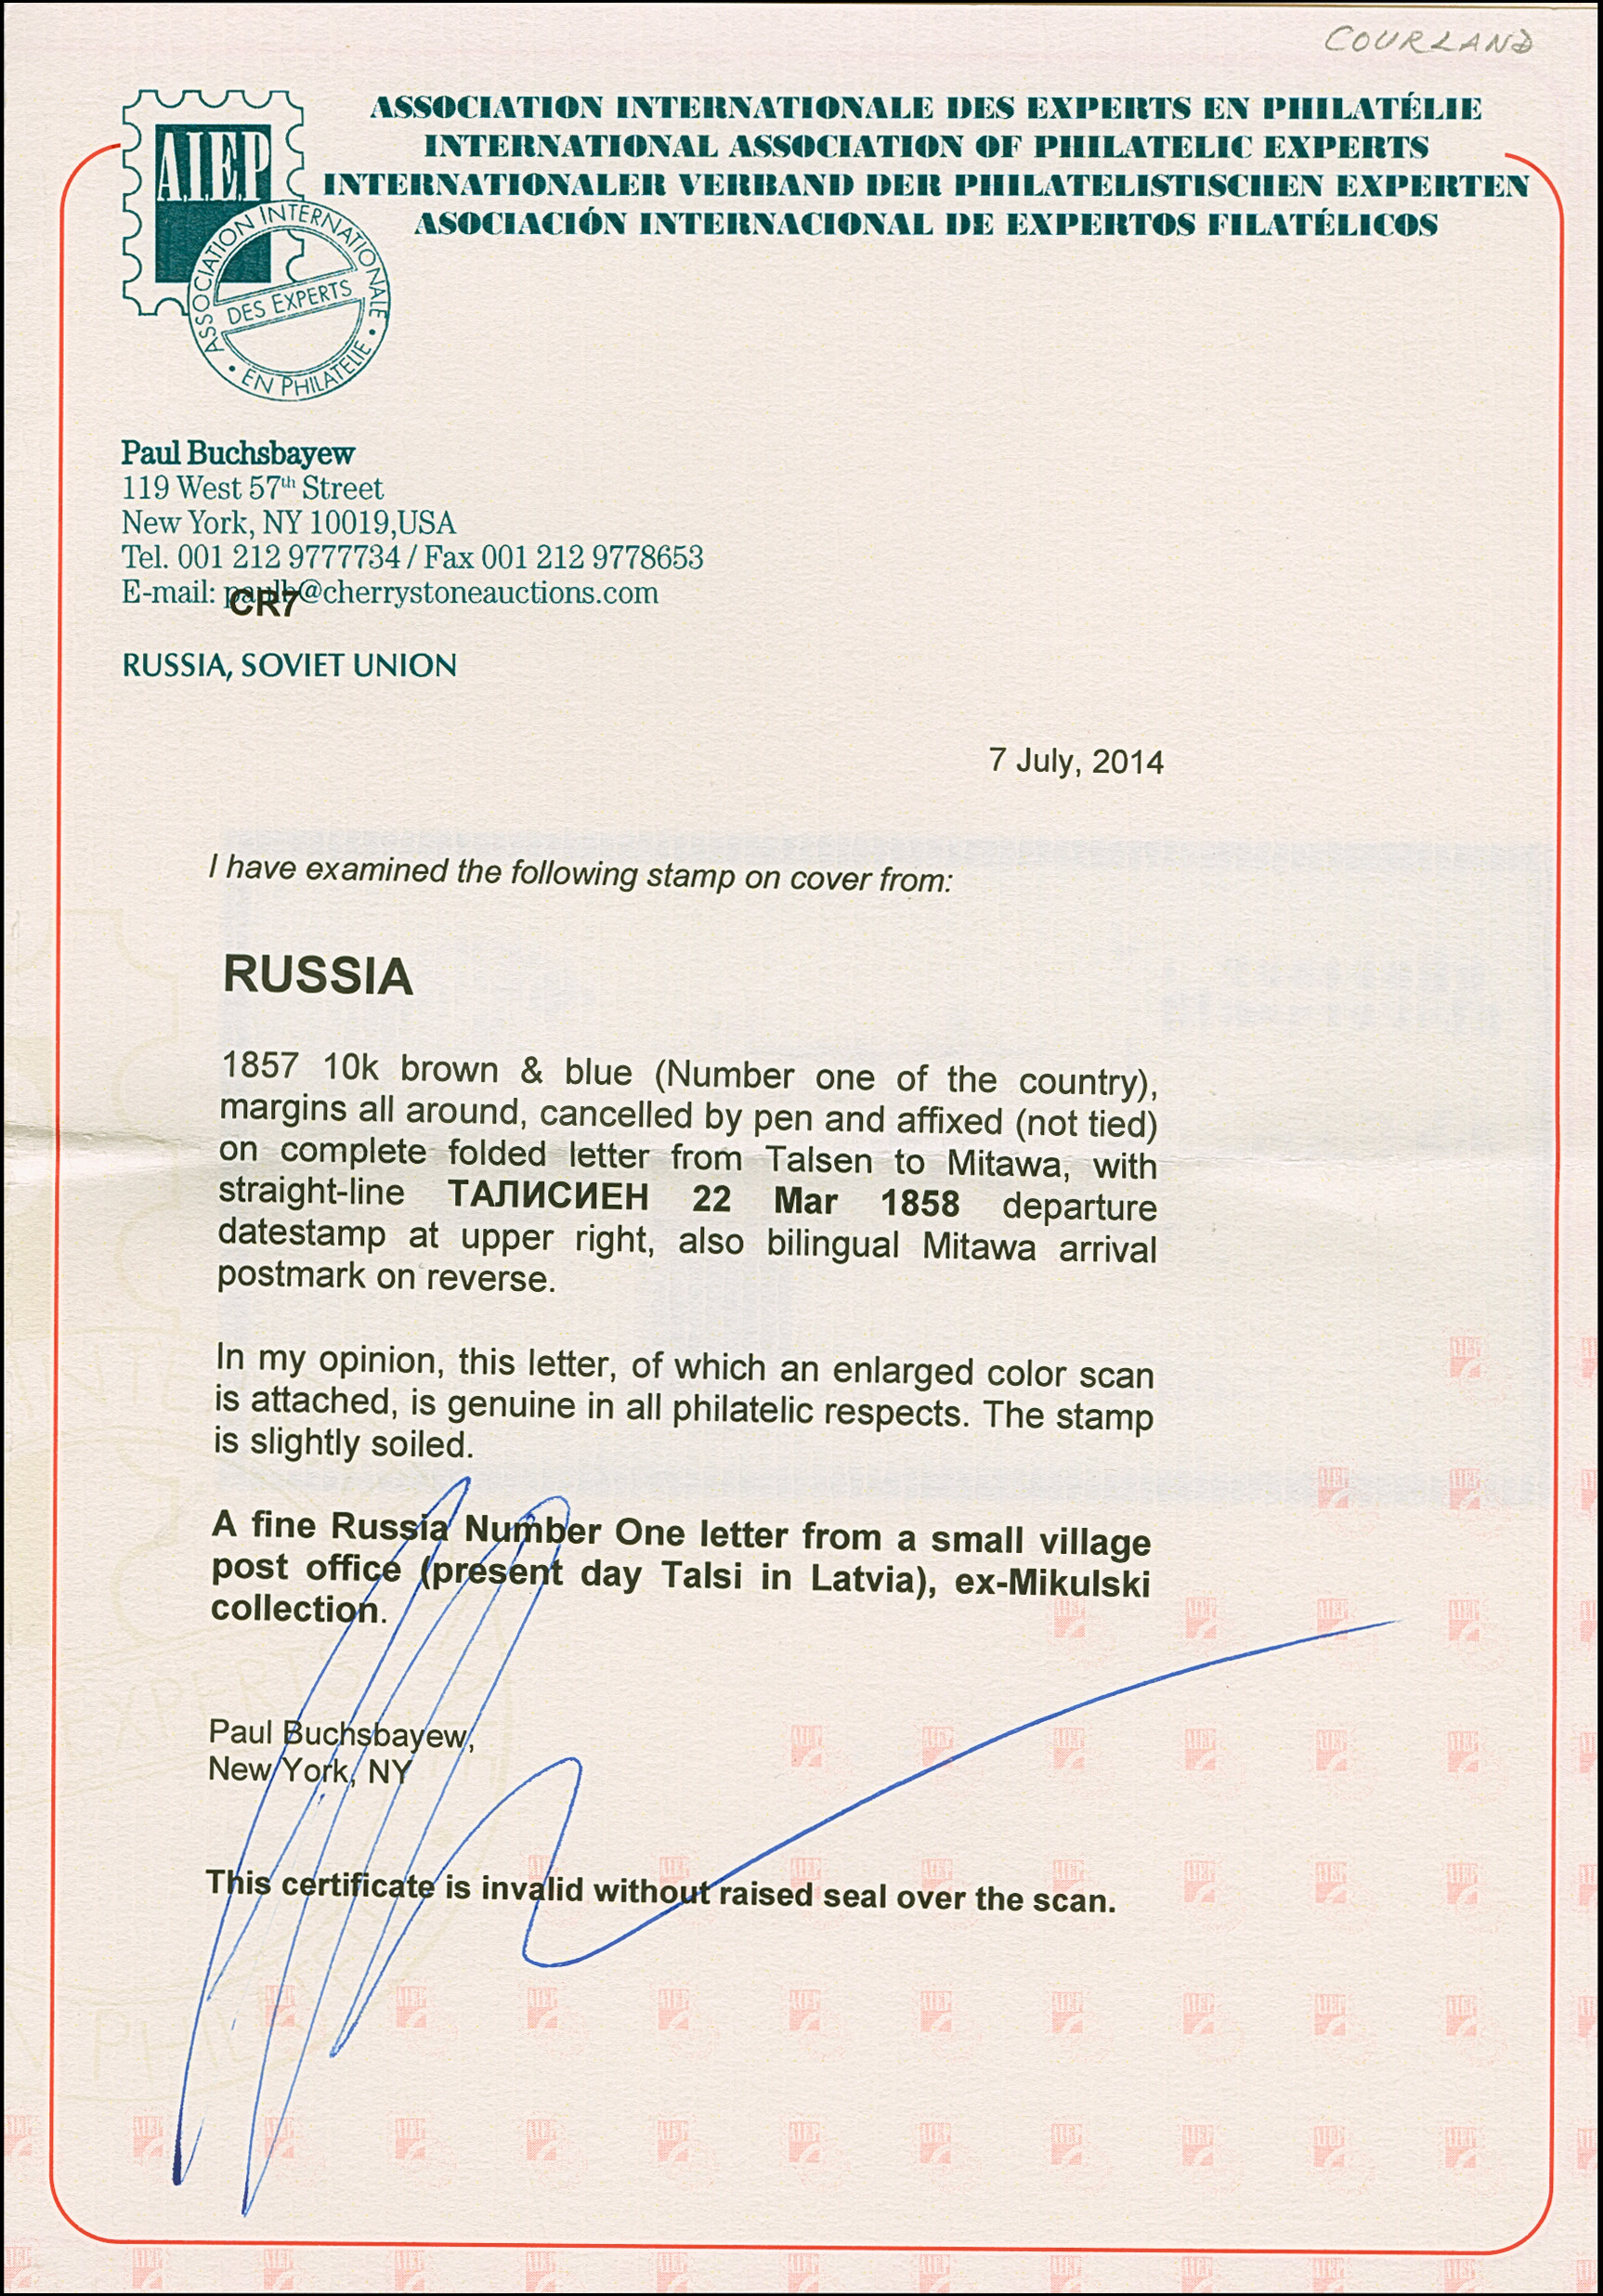 COURLAND
ASSOCIATION INTERNATIONALE DES EXPERTS EN PHILATÉLIE
INTERNATIONAL ASSOCIATION OF PHILATELIC EXPERTS
INTERNATIONALER VERBAND DER PHILATELISTISCHEN EXPERTEN
ASOCIACIÓN INTERNACIONAL DE EXPERTOS FILATÉLICOS
A.I.E.P
ASSOCIATION INTERNATIONALE
DES EXPERTS
• EN PHILATELIE •
Paul Buchsbayew
119 West 57th Street
New York, NY 10019,USA
Tel. 001 212 9777734 / Fax 001 212 9778653
E-mail: paulb@cherrystoneauctions.com
CR7
RUSSIA, SOVIET UNION
7 July, 2014
I have examined the following stamp on cover from:
RUSSIA
1857 10k brown & blue (Number one of the country),
margins all around, cancelled by pen and affixed (not tied)
on complete folded letter from Talsen to Mitawa, with
straight-line ТАЛИСИЕН 22 Mar 1858 departure
datestamp at upper right, also bilingual Mitawa arrival
postmark on reverse.
In my opinion, this letter, of which an enlarged color scan
is attached, is genuine in all philatelic respects. The stamp
is slightly soiled.
A fine Russia Number One letter from a small village
post office (present day Talsi in Latvia), ex-Mikulski
collection.
Paul Buchsbayew,
New York, NY
This certificate is invalid without raised seal over the scan.